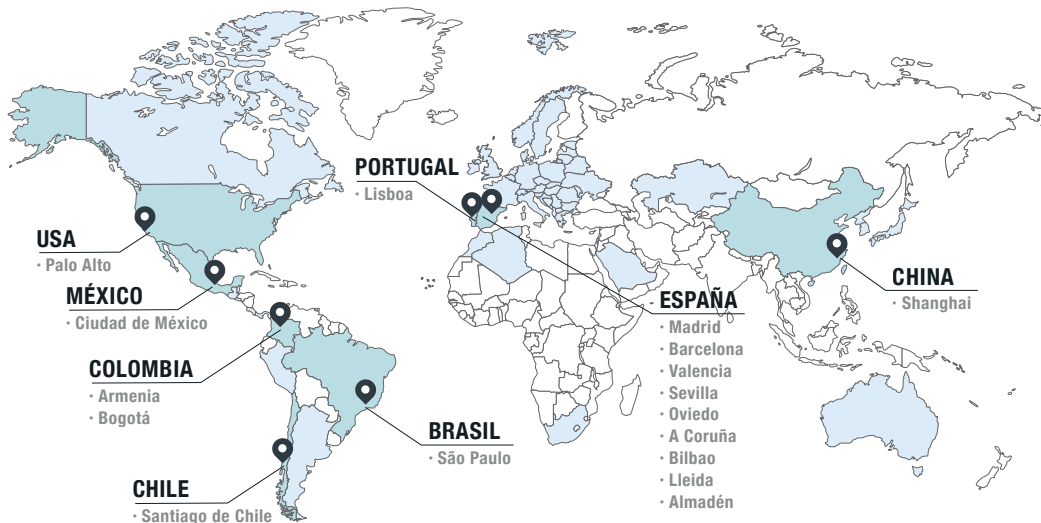 PORTUGAL
· Lisboa
USA
· Palo Alto
MÉXICO
· Ciudad de México
COLOMBIA
· Armenia
· Bogotá
BRASIL
· São Paulo
CHILE
· Santiago de Chile
ESPAÑA
· Madrid
· Barcelona
· Valencia
· Sevilla
· Oviedo
· A Coruña
· Bilbao
· Lleida
· Almadén
CHINA
· Shanghai